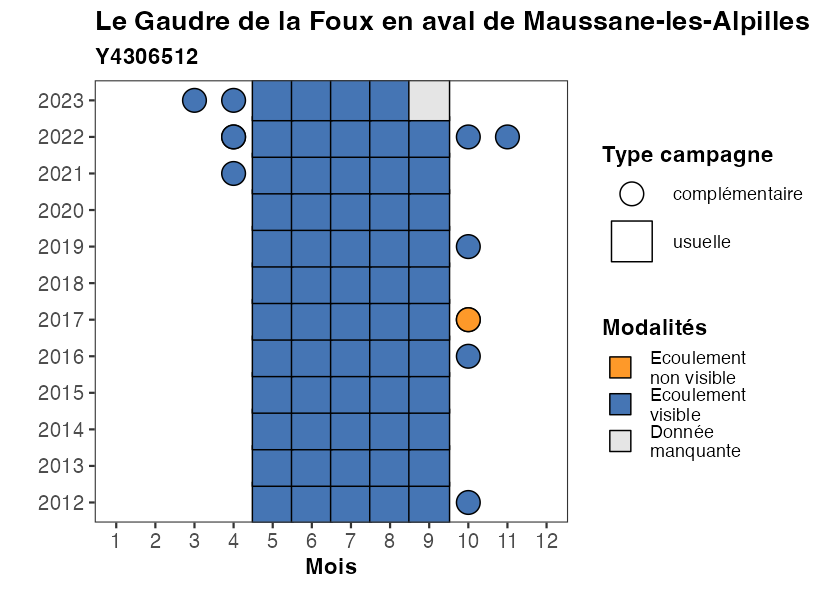 Le Gaudre de la Foux en aval de Maussane-les-Alpilles
Y4306512
2023
2022
2021
2020
2019
2018
2017
2016
2015
2014
2013
2012
1 2 3 4 5 6 7 8 9 10 11 12
Mois
Type campagne
complémentaire
usuelle
Modalités
Ecoulement
non visible
Ecoulement
visible
Donnée
manquante